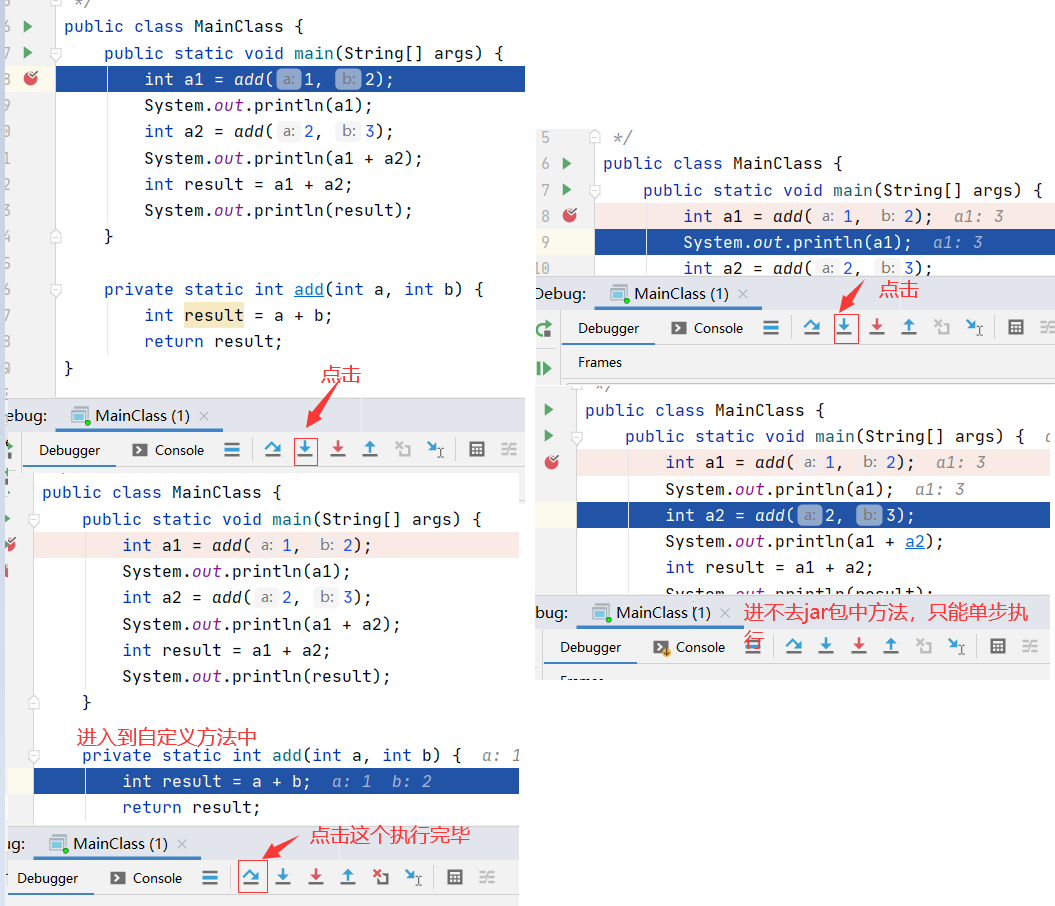 */
public class MainClass {
public static void main(String[] args) {
int a1 = add( a: 1, b: 2);
System.out.println(a1);
int a2 = add( a: 2, b: 3);
System.out.println(a1 + a2);
int result = a1 + a2;
System.out.println(result);
}
private static int add(int a, int b) {
int result = a + b;
return result;
}
点击
ebug: MainClass (1) ×
Debugger Console
public class MainClass {
public static void main(String[] args) {
int a1 = add( a: 1, b: 2);
System.out.println(a1);
int a2 = add( a: 2, b: 3);
System.out.println(a1 + a2);
int result = a1 + a2;
System.out.println(result);
}
进入到自定义方法中
private static int add(int a, int b) { a: 1
int result = a + b; a: 1 b: 2
return result;
点击这个执行完毕
ug: MainClass (1) ×
Debugger Console
5 */
6 public class MainClass {
7 public static void main(String[] args) {
8 int a1 = add( a: 1, b: 2); a1: 3
9 System.out.println(a1); a1: 3
10 int a2 = add( a: 2, b: 3);
点击
Debug: MainClass (1) ×
Debugger Console
Frames
public class MainClass {
public static void main(String[] args) {
int a1 = add( a: 1, b: 2); a1: 3
System.out.println(a1); a1: 3
int a2 = add( a: 2, b: 3);
System.out.println(a1 + a2);
int result = a1 + a2;
System.out.println(result);
bug: MainClass (1) ×
进不去jar包中方法，只能单步执
行
Debugger Console